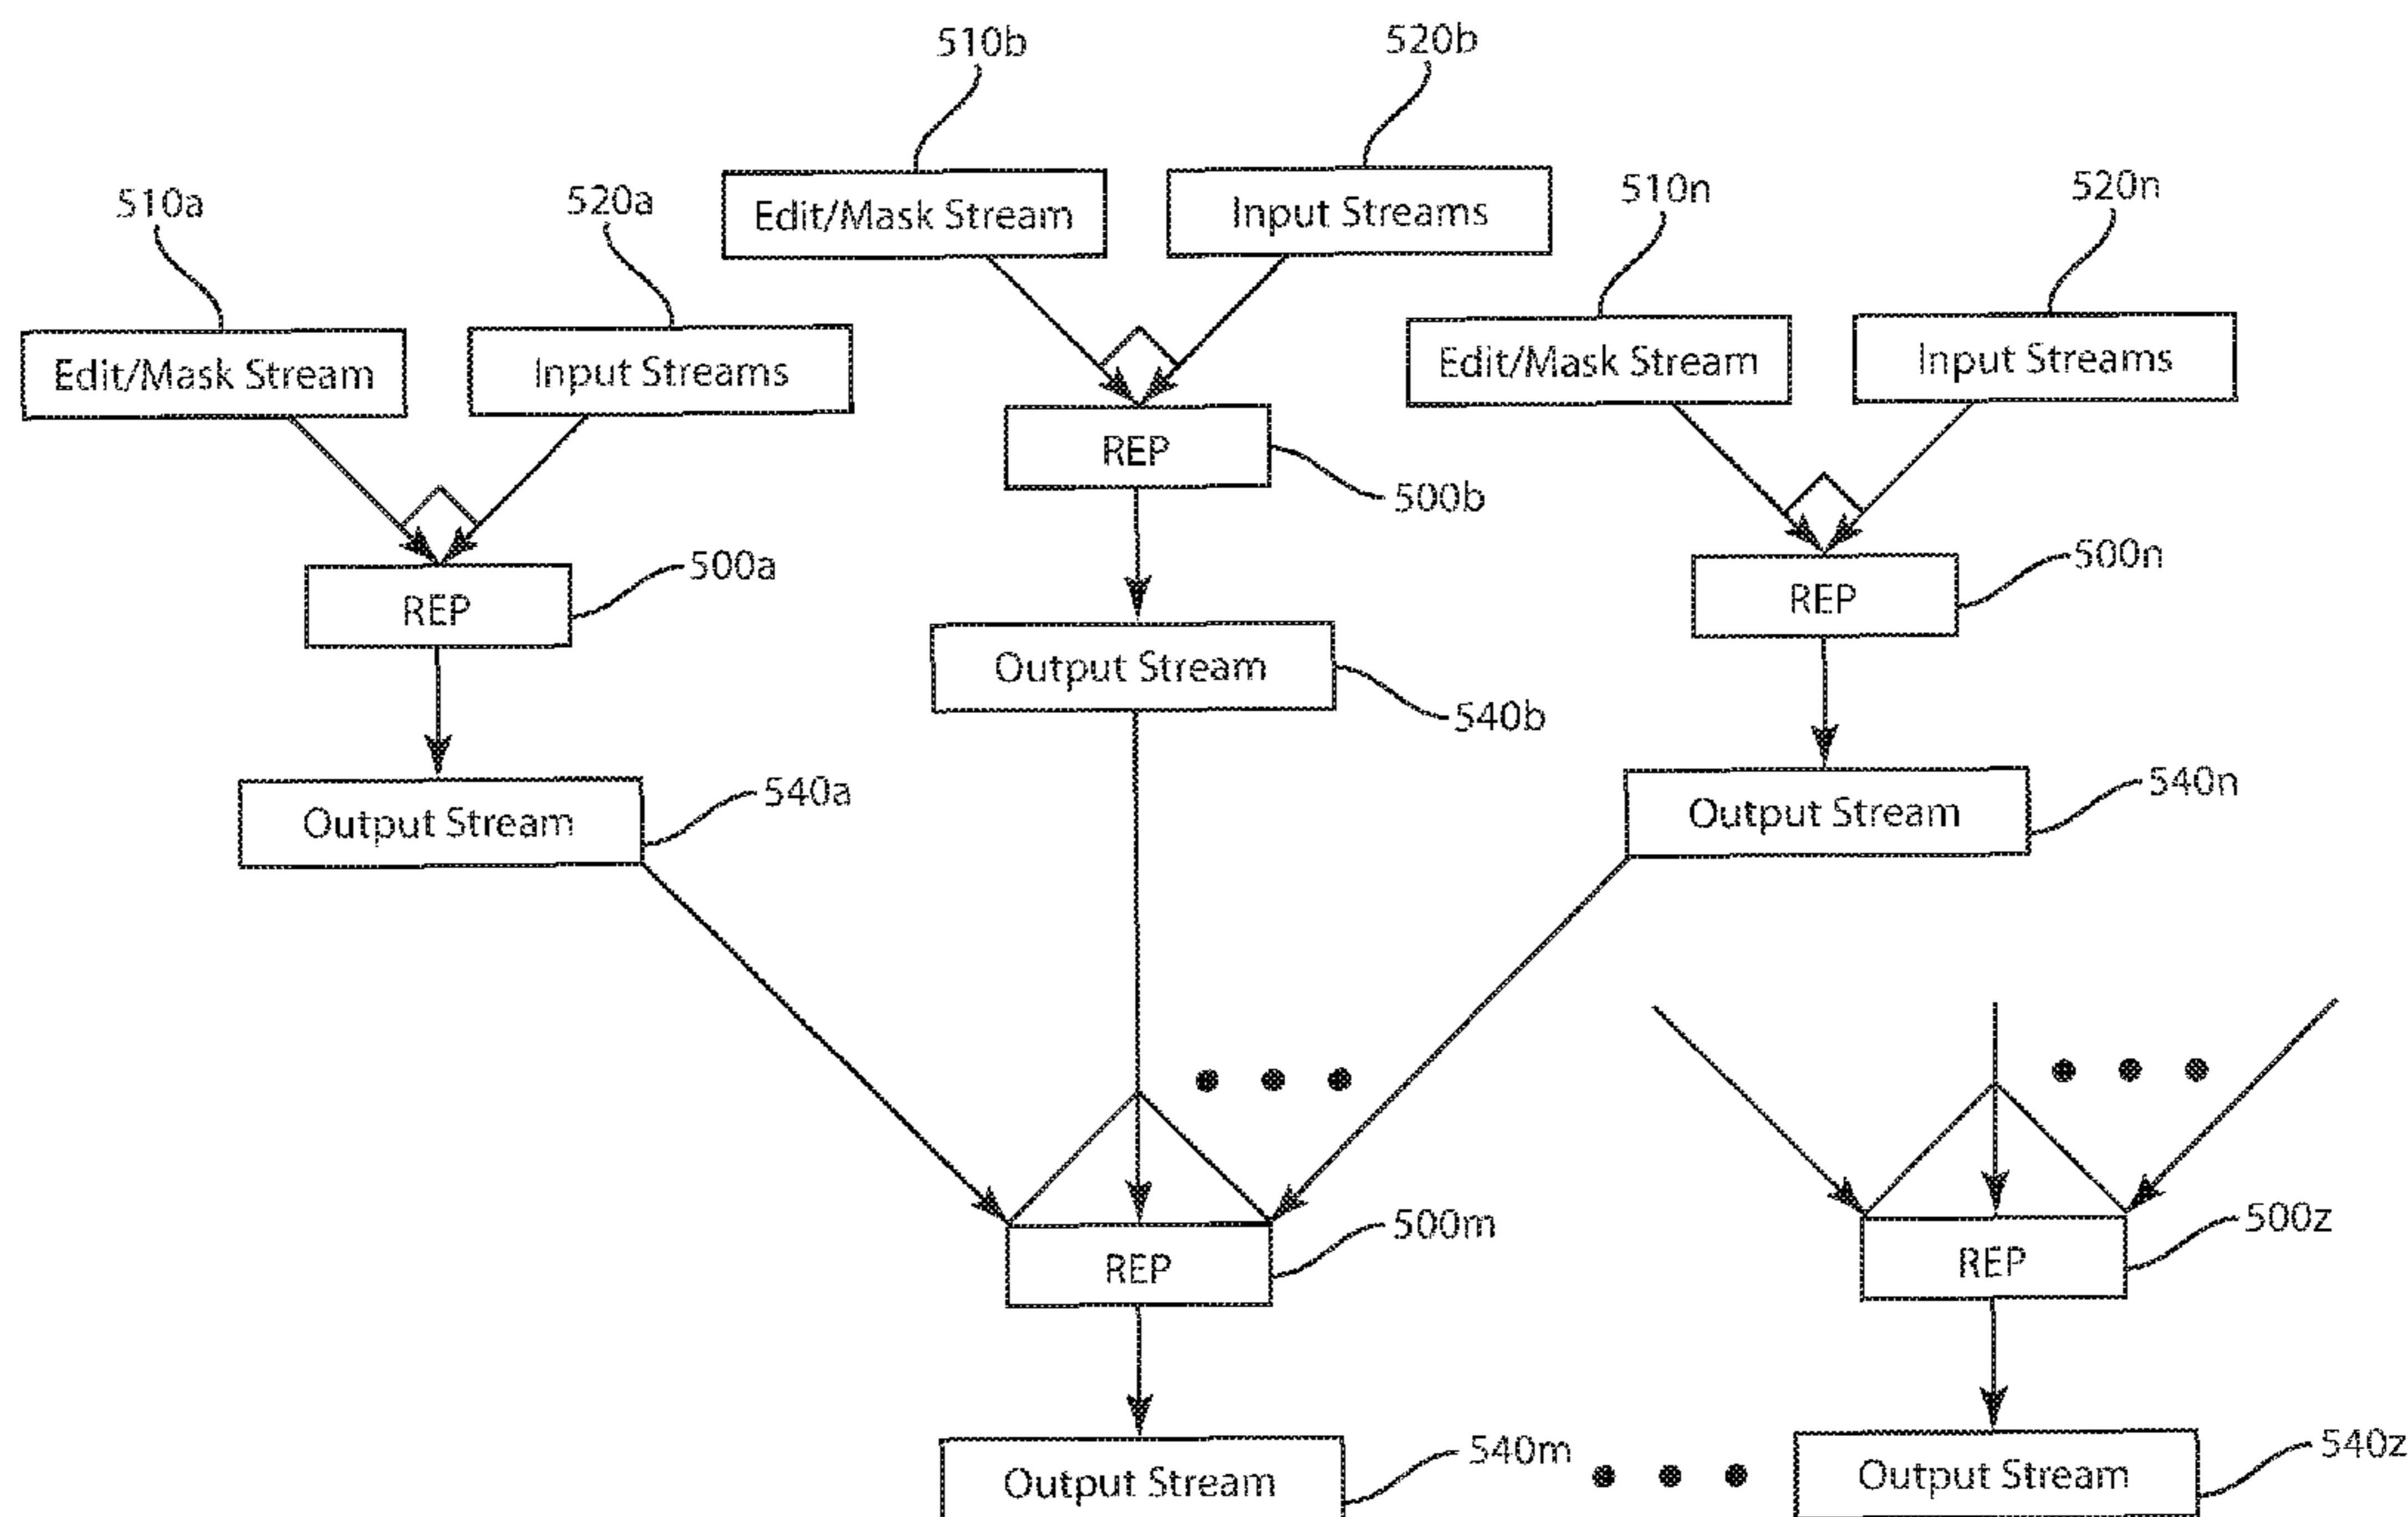 510b
520b
510a
520a
510n
520n
Edit/Mask Stream
Input Streams
Edit/Mask Stream
Input Streams
Edit/Mask Stream
Input Streams
REP
500b
500a
REP
500n
REP
Output Stream
540b
540a
Output Stream
540n
Output Stream
500m
REP
500z
REP
540m
Output Stream
540z
Output Stream